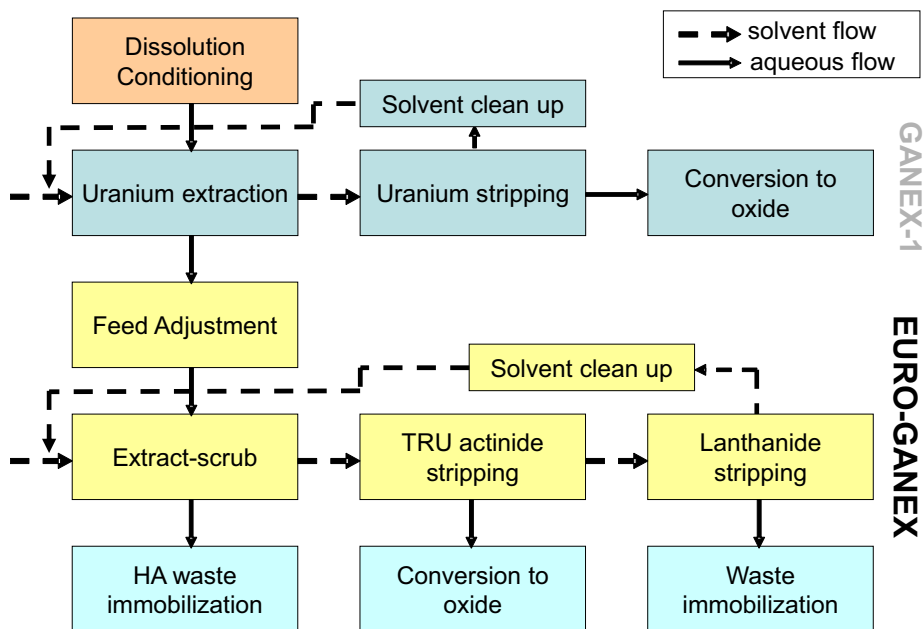 Dissolution
Conditioning
solvent flow
aqueous flow
Solvent clean up
Uranium extraction
Uranium stripping
Conversion to
oxide
GANEX-1
Feed Adjustment
Solvent clean up
Extract-scrub
TRU actinide
stripping
Lanthanide
stripping
EURO-GANEX
HA waste
immobilization
Conversion to
oxide
Waste
immobilization